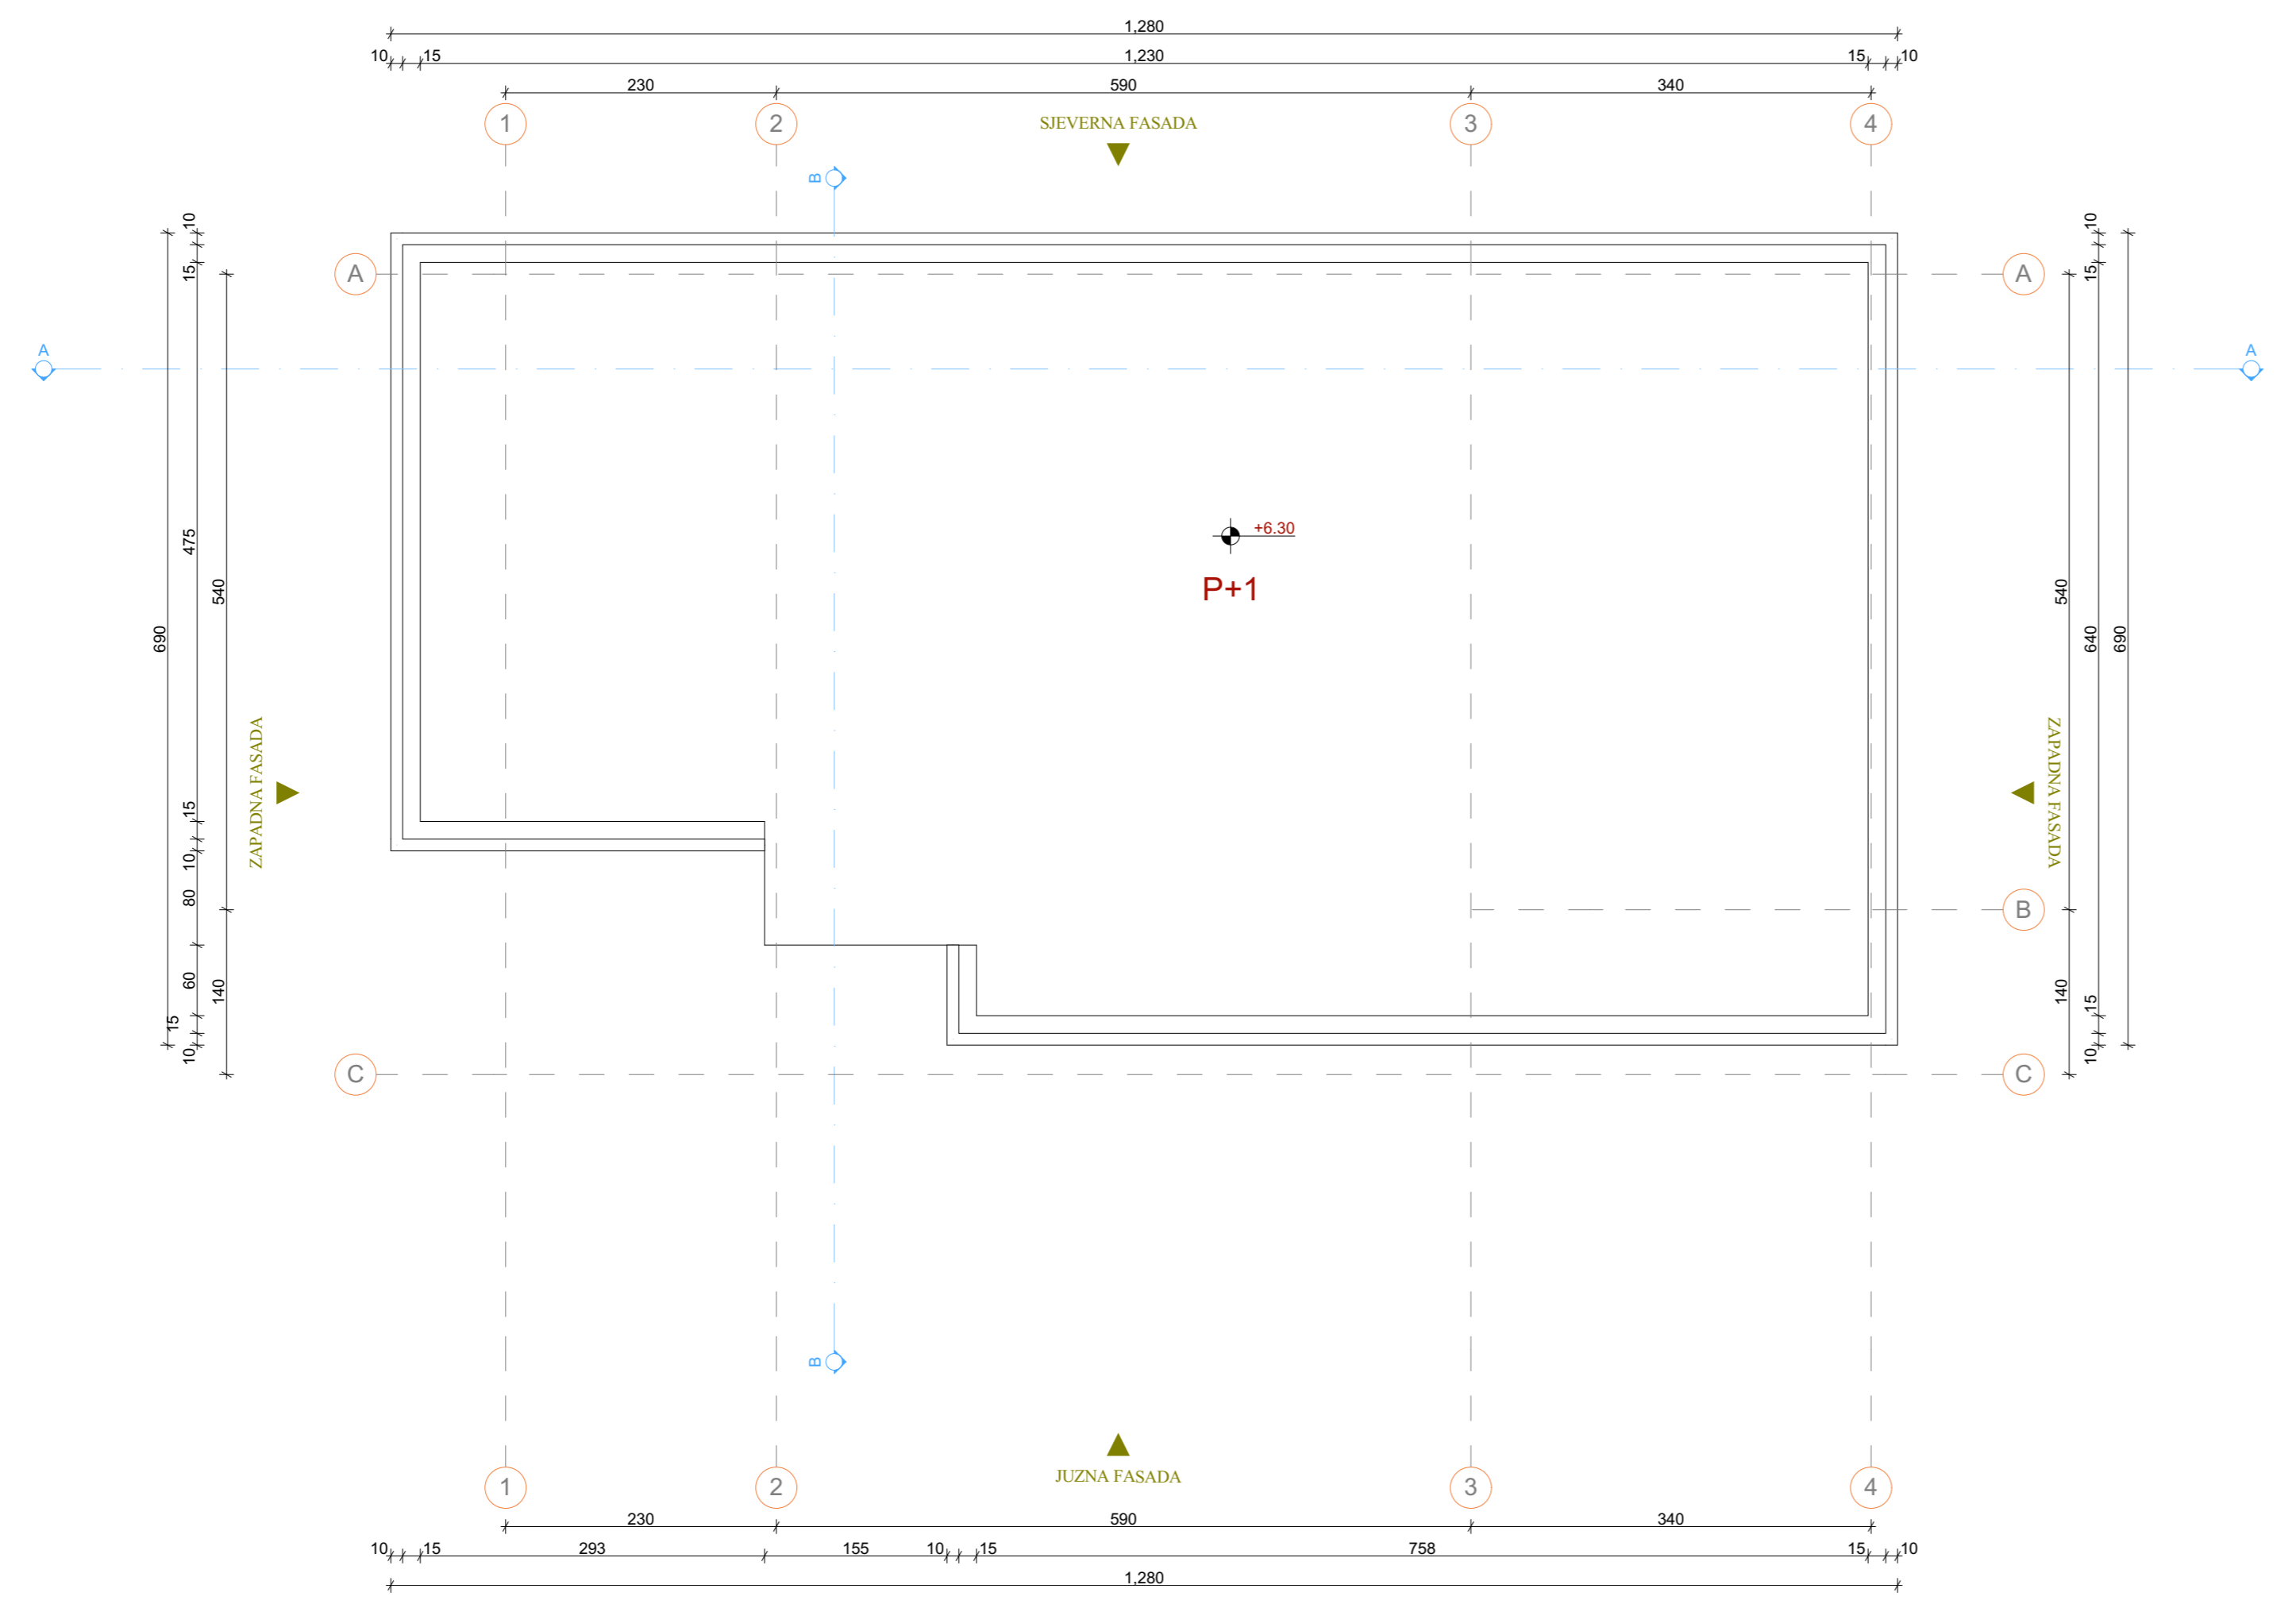 1,280
10 15 1,230 15 10
230 590 340
1 2 3 4
SJEVERNA FASADA
B
10
10
A
A
15
15
A
A
+6.30
475
540
P+1
540
690
640
690
ZAPADNA FASADA
ZAPADNA FASADA
15
10
80
B
60
140
140
15
15
10
10
C
C
B
JUZNA FASADA
1 2 3 4
230 590 340
10 15 293 155 10 15 758 15 10
1,280